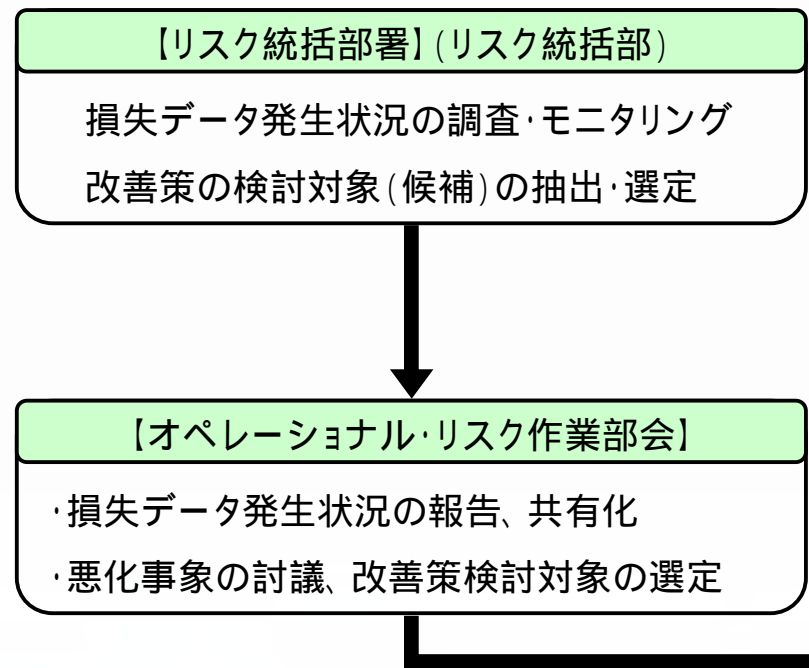 【リスク統括部署】(リスク統括部)
損失データ発生状況の調査・モニタリング
改善策の検討対象(候補)の抽出・選定
【オペレーショナル・リスク作業部会】
・損失データ発生状況の報告、共有化
・悪化事象の討議、改善策検討対象の選定